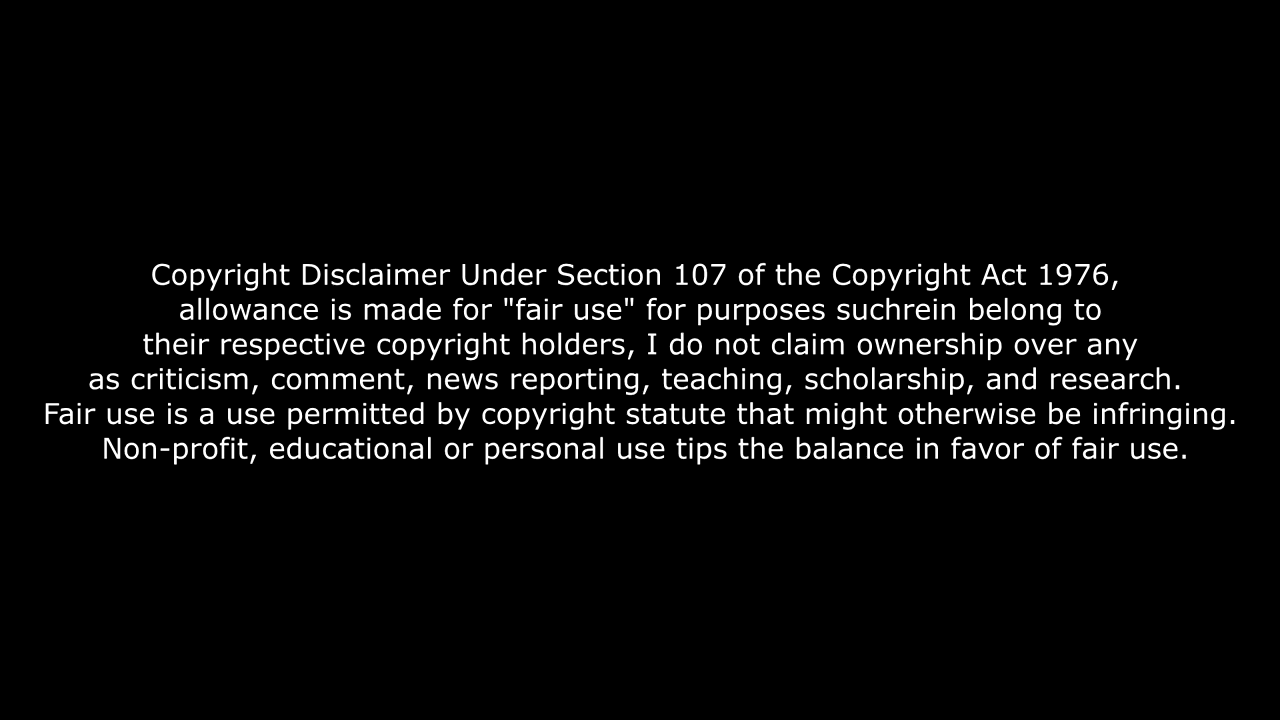 Copyright Disclaimer Under Section 107 of the Copyright Act 1976,
allowance is made for "fair use" for purposes suchrein belong to
their respective copyright holders, I do not claim ownership over any
as criticism, comment, news reporting, teaching, scholarship, and research.
Fair use is a use permitted by copyright statute that might otherwise be infringing.
Non-profit, educational or personal use tips the balance in favor of fair use.